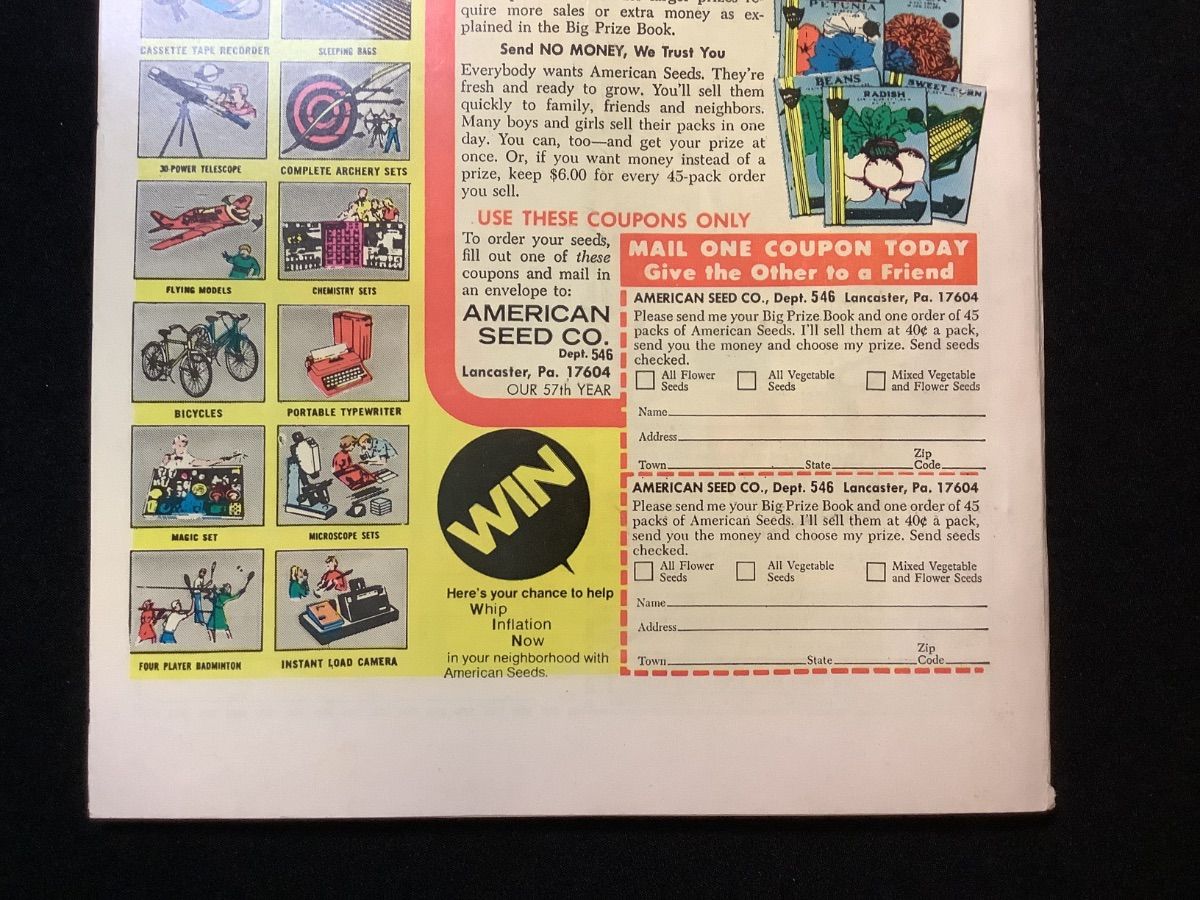 CASSETTE TAPE RECORDER
SLEEPING BAGS
30-POWER TELESCOPE
COMPLETE ARCHERY SETS
FLYING MODELS
CHEMISTRY SETS
BICYCLES
PORTABLE TYPEWRITER
MAGIC SET
MICROSCOPE SETS
FOUR PLAYER BADMINTON
INSTANT LOAD CAMERA
quire more sales or extra money as ex-
plained in the Big Prize Book.
Send NO MONEY, We Trust You
Everybody wants American Seeds. They're
fresh and ready to grow. You'll sell them
quickly to family, friends and neighbors.
Many boys and girls sell their packs in one
day. You can, too—and get your prize at
once. Or, if you want money instead of a
prize, keep $6.00 for every 45-pack order
you sell.
PETUNIA
BEANS
RADISH
SWEET CORN
USE THESE COUPONS ONLY
To order your seeds,
fill out one of these
coupons and mail in
an envelope to:
AMERICAN
SEED CO.
Dept. 546
Lancaster, Pa. 17604
OUR 57th YEAR
WIN
Here's your chance to help
Whip
Inflation
Now
in your neighborhood with
American Seeds.
MAIL ONE COUPON TODAY
Give the Other to a Friend
AMERICAN SEED CO., Dept. 546 Lancaster, Pa. 17604
Please send me your Big Prize Book and one order of 45
packs of American Seeds. I'll sell them at 40¢ a pack,
send you the money and choose my prize. Send seeds
checked.
All Flower Seeds
All Vegetable Seeds
Mixed Vegetable and Flower Seeds
Name
Address
Town State Zip Code
AMERICAN SEED CO., Dept. 546 Lancaster, Pa. 17604
Please send me your Big Prize Book and one order of 45
packs of American Seeds. I'll sell them at 40¢ a pack,
send you the money and choose my prize. Send seeds
checked.
All Flower Seeds
All Vegetable Seeds
Mixed Vegetable and Flower Seeds
Name
Address
Town State Zip Code